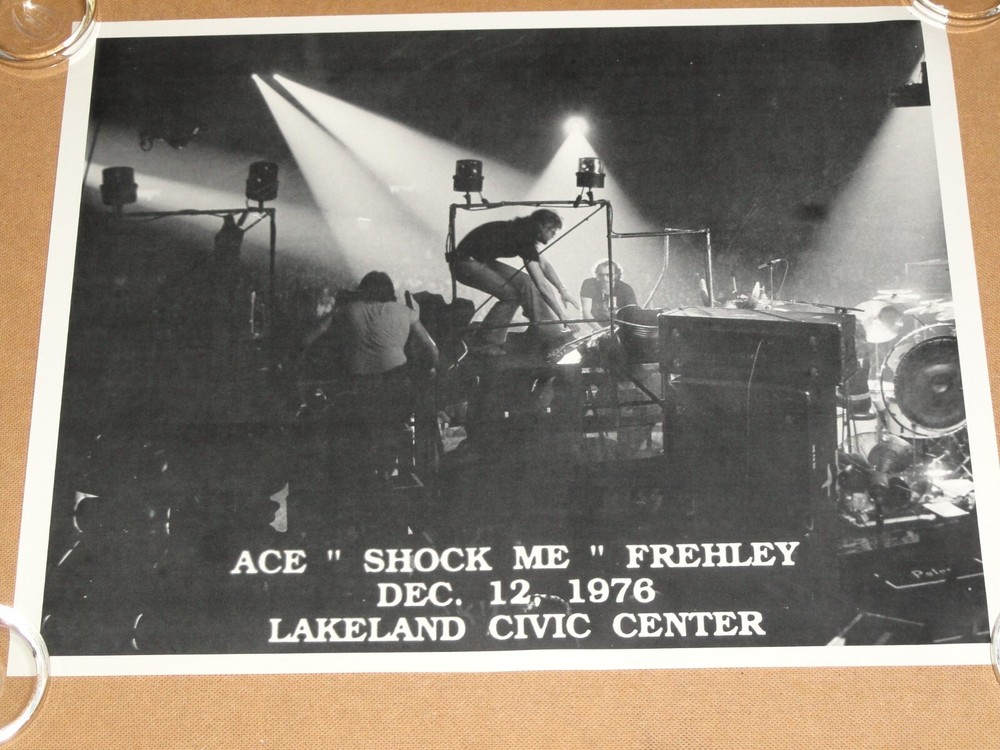 ACE " SHOCK ME " FREHLEY
DEC. 12, 1976
LAKELAND CIVIC CENTER